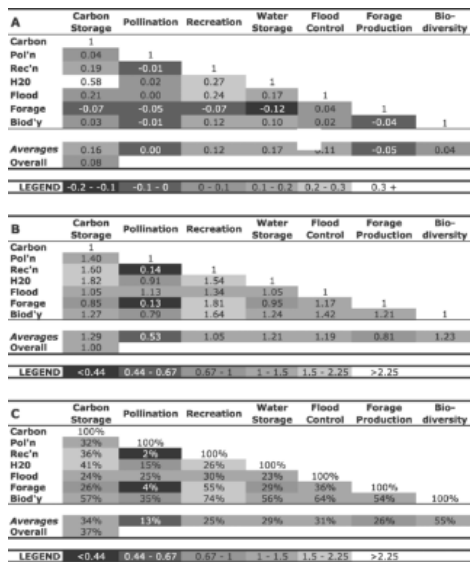 A Carbon Storage Pollination Recreation Water Storage Flood Control Forage Production Bio-diversity
Carbon 1
Pol'n 0.04 1
Rec'n 0.19 -0.01 1
H20 0.58 0.02 0.27 1
Flood 0.21 0.00 0.24 0.17 1
Forage -0.07 -0.05 -0.07 -0.12 0.04 1
Biod'y 0.03 -0.01 0.12 0.10 0.02 -0.04 1
Averages 0.16 0.00 0.12 0.17 0.11 -0.05 0.04
Overall 0.08
LEGEND -0.2 - -0.1 -0.1 - 0 0 - 0.1 0.1 - 0.2 0.2 - 0.3 0.3 +
B Carbon Storage Pollination Recreation Water Storage Flood Control Forage Production Bio-diversity
Carbon 1
Pol'n 1.40 1
Rec'n 1.60 0.14 1
H20 1.82 0.91 1.54 1
Flood 1.05 1.13 1.34 1.05 1
Forage 0.85 0.13 1.81 0.95 1.17 1
Biod'y 1.27 0.79 1.64 1.24 1.42 1.21 1
Averages 1.29 0.53 1.05 1.21 1.19 0.81 1.23
Overall 1.00
LEGEND <0.44 0.44 - 0.67 0.67 - 1 1 - 1.5 1.5 - 2.25 >2.25
C Carbon Storage Pollination Recreation Water Storage Flood Control Forage Production Bio-diversity
Carbon 100%
Pol'n 32% 100%
Rec'n 36% 2% 100%
H20 41% 15% 26% 100%
Flood 24% 25% 30% 23% 100%
Forage 26% 4% 55% 29% 36% 100%
Biod'y 57% 35% 74% 56% 64% 54% 100%
Averages 34% 13% 25% 29% 31% 26% 55%
Overall 37%
LEGEND <0.44 0.44 - 0.67 0.67 - 1 1 - 1.5 1.5 - 2.25 >2.25